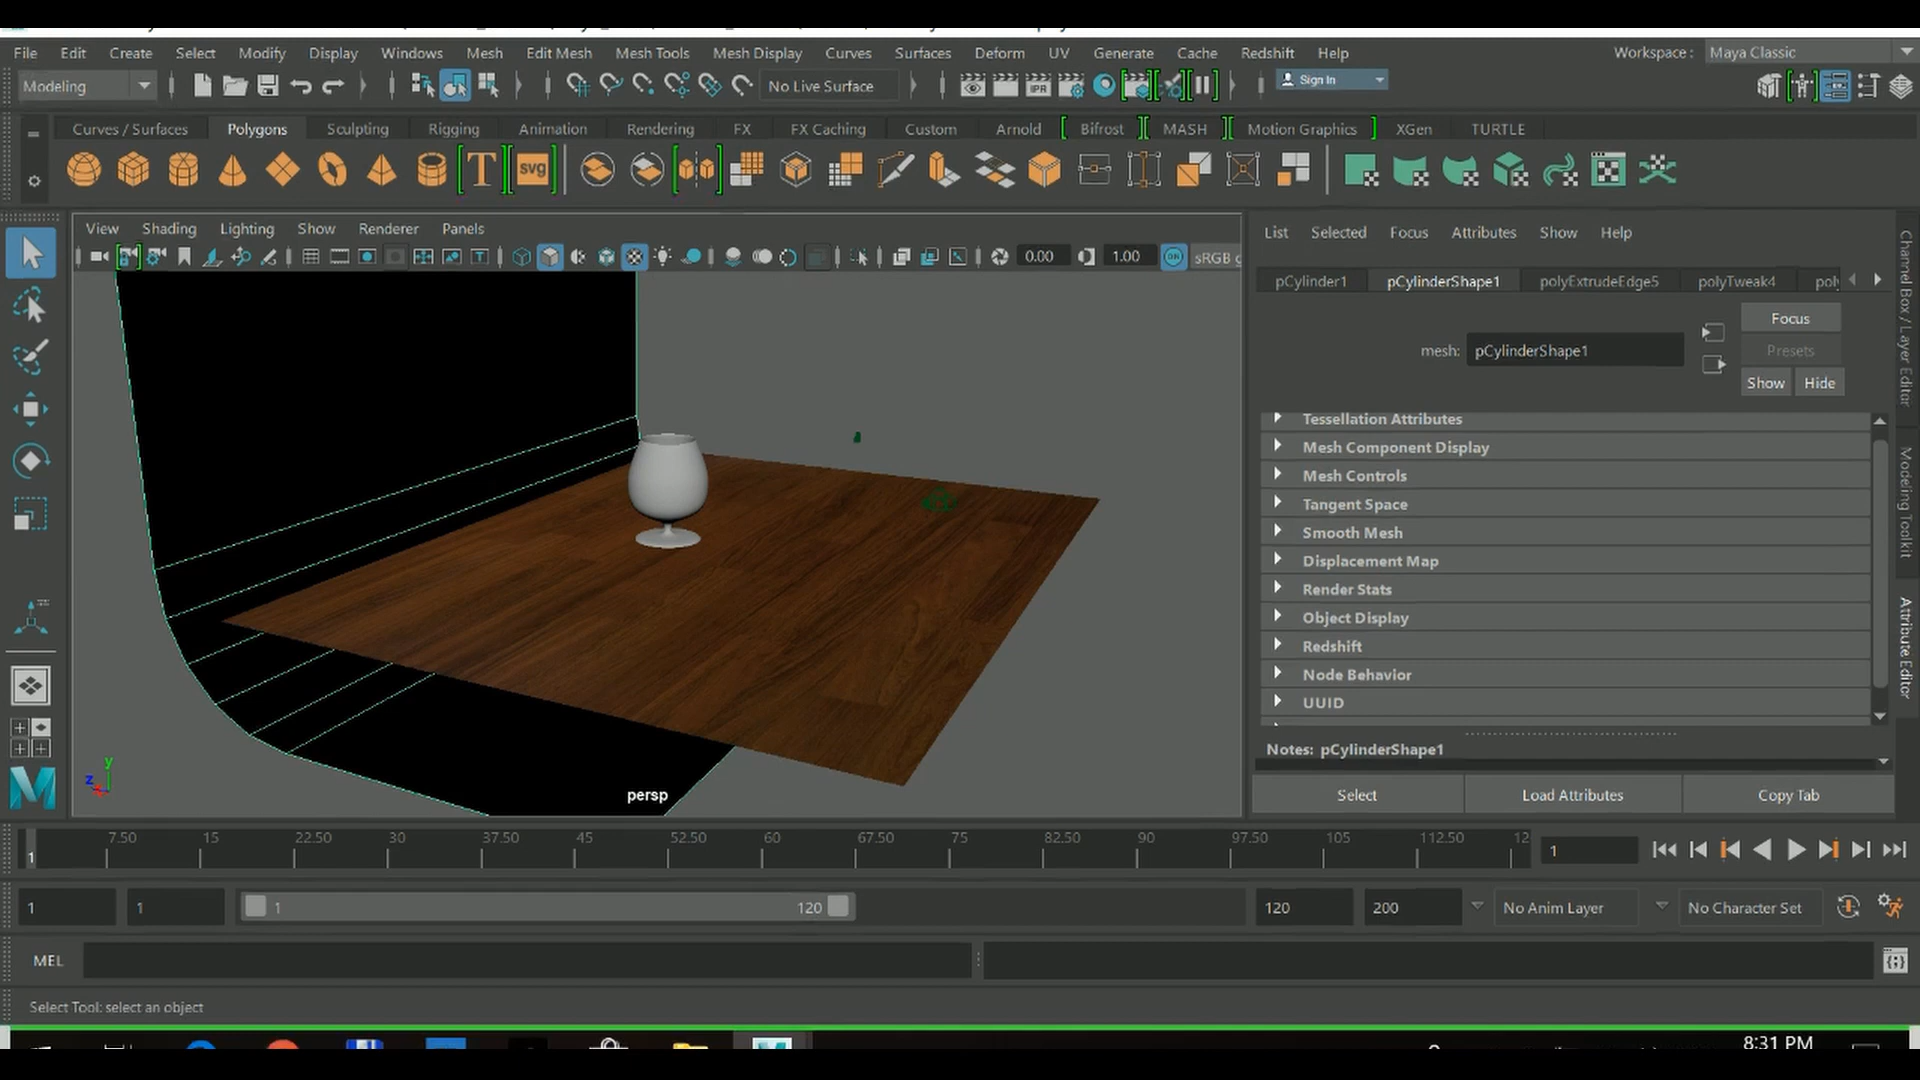 File Edit Create Select Modify Display Windows Mesh Edit Mesh Mesh Tools Mesh Display Curves Surfaces Deform UV Generate Cache Redshift Help Workspace : Maya Classic
Modeling IPR No Live Surface Sign In
Curves / Surfaces Polygons Sculpting Rigging Animation Rendering FX FX Caching Custom Arnold Bifrost MASH Motion Graphics XGen TURTLE
T svg
View Shading Lighting Show Renderer Panels
0.00 1.00 ON sRGB g
List Selected Focus Attributes Show Help
pCylinder1 pCylinderShape1 polyExtrudeEdge5 polyTweak4 pol
Focus
mesh: pCylinderShape1 Presets
Show Hide
Tessellation Attributes
Mesh Component Display
Mesh Controls
Tangent Space
Smooth Mesh
Displacement Map
Render Stats
Object Display
Redshift
Node Behavior
UUID
Notes: pCylinderShape1
Select Load Attributes Copy Tab
Channel Box / Layer Editor
Modeling Toolkit
Attribute Editor
y
z
persp
1 7.50 15 22.50 30 37.50 45 52.50 60 67.50 75 82.50 90 97.50 105 112.50 12 1
1 1 1 120 120 200 No Anim Layer No Character Set
MEL
Select Tool: select an object
8:31 PM